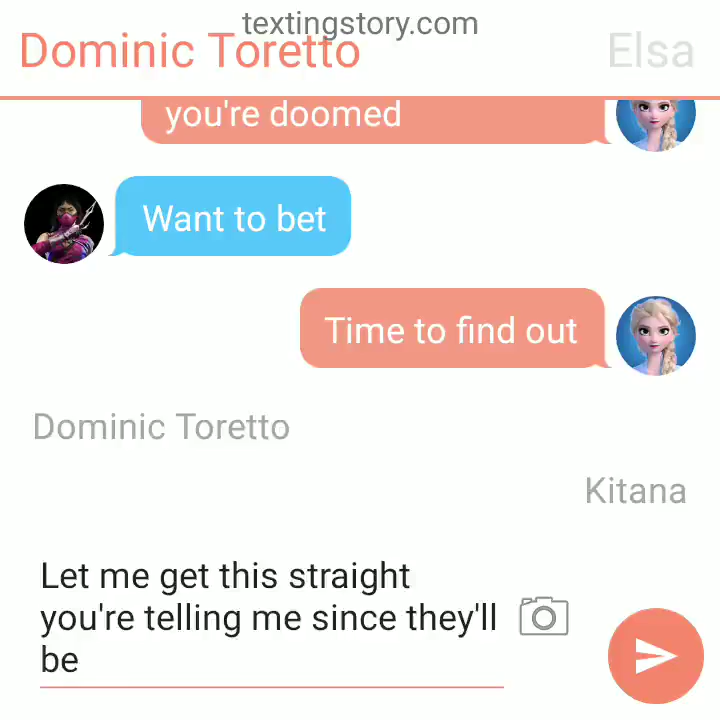 textingstory.com
Dominic Toretto
Elsa
you're doomed
Want to bet
Time to find out
Dominic Toretto
Kitana
Let me get this straight
you're telling me since they'll
be